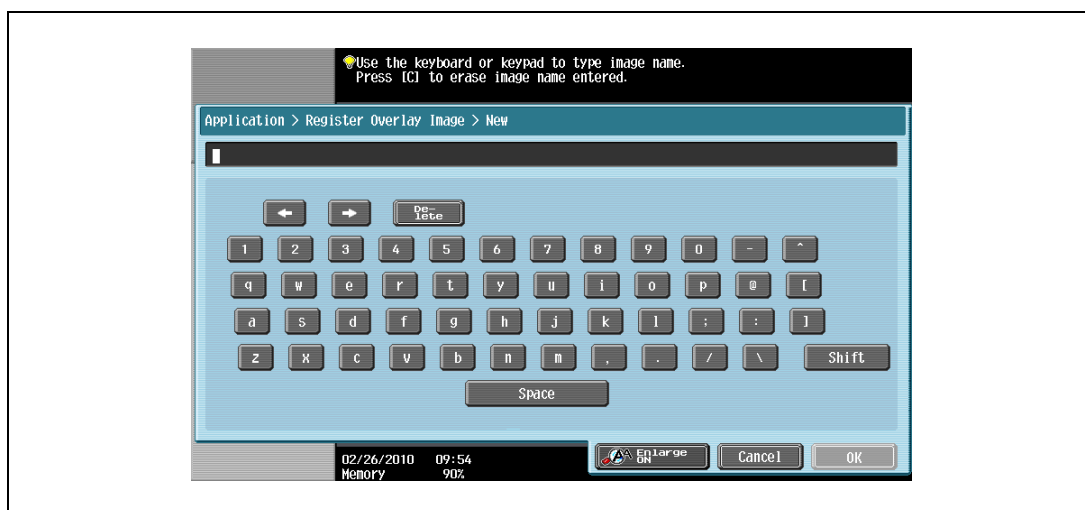 Use the keyboard or keypad to type image name.
Press [C] to erase image name entered.
Application > Register Overlay Image > New
De-
lete
1 2 3 4 5 6 7 8 9 0 - ^
q w e r t y u i o p @ [
a s d f g h j k l ; : ]
z x c v b n m , . / \ Shift
Space
Enlarge
ON
Cancel OK
02/26/2010 09:54
Memory 90%